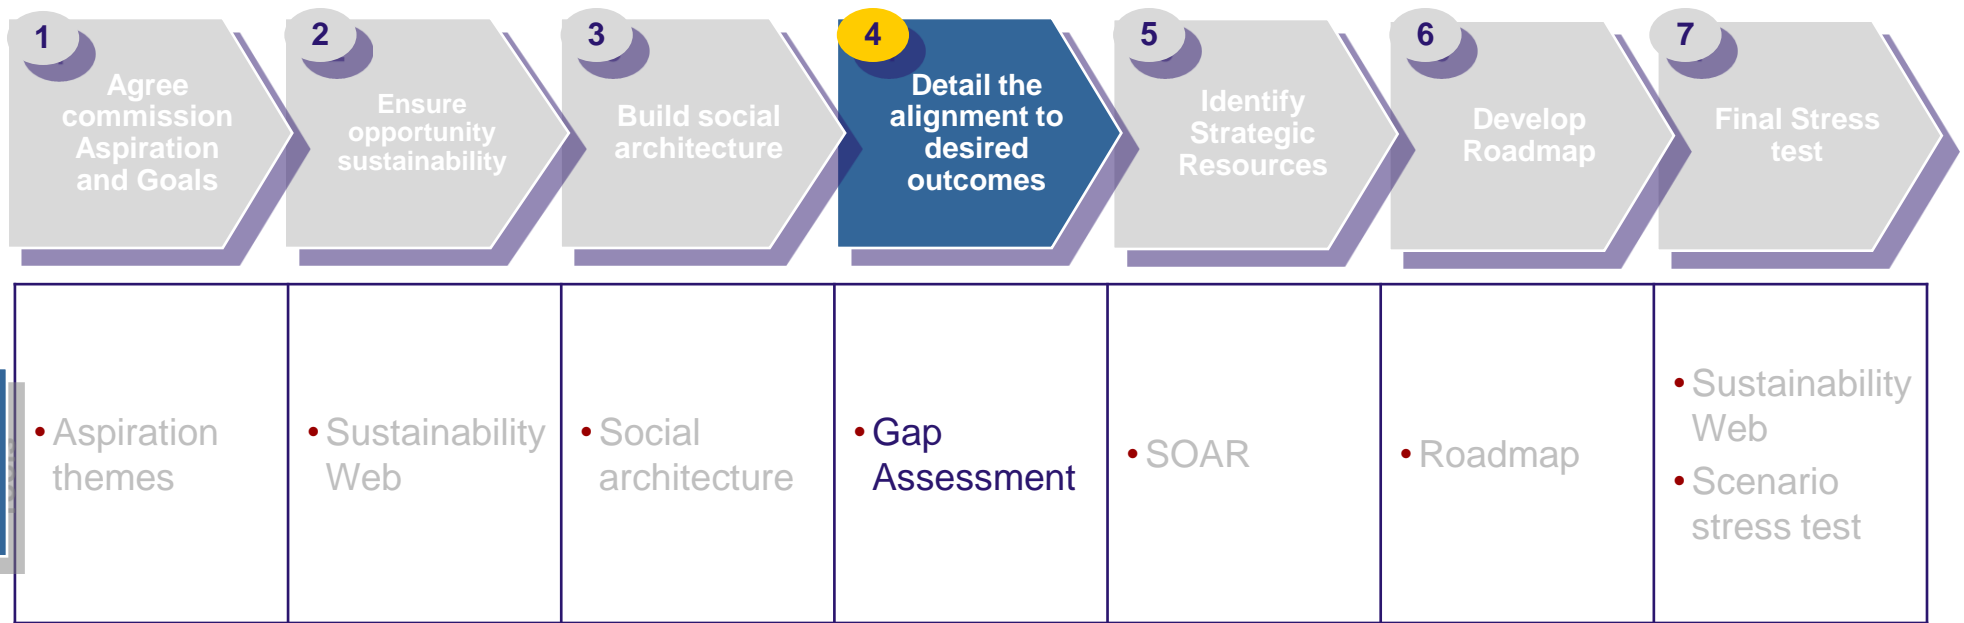 1
Agree
commission
Aspiration
and Goals
2
Ensure
opportunity
sustainability
3
Build social
architecture
4
Detail the
alignment to
desired
outcomes
5
Identify
Strategic
Resources
6
Develop
Roadmap
7
Final Stress
test
• Aspiration
themes
• Sustainability
Web
• Social
architecture
• Gap
Assessment
• SOAR
• Roadmap
• Sustainability
Web
• Scenario
stress test